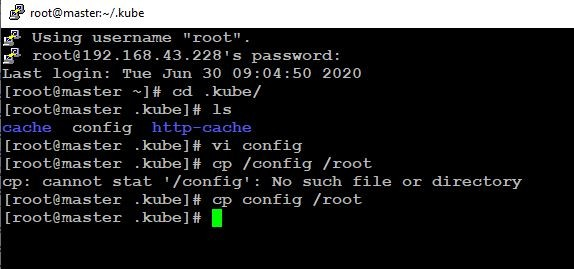 root@master:~/.kube
Using username "root".
root@192.168.43.228's password:
Last login: Tue Jun 30 09:04:50 2020
[root@master ~]# cd .kube/
[root@master .kube]# ls
cache  config  http-cache
[root@master .kube]# vi config
[root@master .kube]# cp /config /root
cp: cannot stat '/config': No such file or directory
[root@master .kube]# cp config /root
[root@master .kube]#